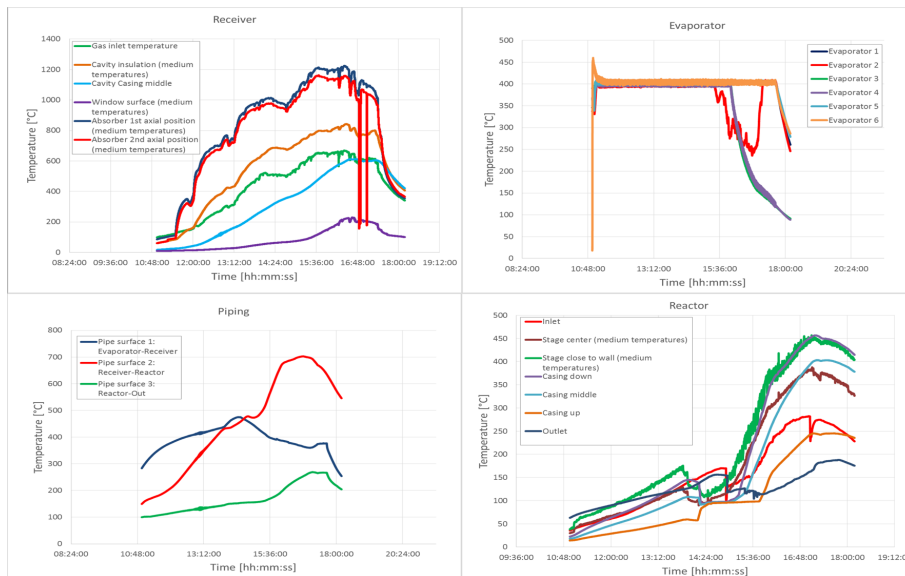 Receiver
Temperature [°C]
1400
1200
1000
800
600
400
200
0
Gas inlet temperature
Cavity insulation (medium
temperatures)
Cavity Casing middle
Window surface (medium
temperatures)
Absorber 1st axial position
(medium temperatures)
Absorber 2nd axial position
(medium temperatures)
08:24:00 09:36:00 10:48:00 12:00:00 13:12:00 14:24:00 15:36:00 16:48:00 18:00:00 19:12:00
Time [hh:mm:ss]
Evaporator
Temperature [°C]
500
450
400
350
300
250
200
150
100
50
0
Evaporator 1
Evaporator 2
Evaporator 3
Evaporator 4
Evaporator 5
Evaporator 6
08:24:00 10:48:00 13:12:00 15:36:00 18:00:00 20:24:00
Time [hh:mm:ss]
Piping
Temperature [°C]
800
700
600
500
400
300
200
100
0
Pipe surface 1:
Evaporator-Receiver
Pipe surface 2:
Receiver-Reactor
Pipe surface 3:
Reactor-Out
08:24:00 10:48:00 13:12:00 15:36:00 18:00:00 20:24:00
Time [hh:mm:ss]
Reactor
Temperature [°C]
500
450
400
350
300
250
200
150
100
50
0
Inlet
Stage center (medium temperatures)
Stage close to wall (medium
temperatures)
Casing down
Casing middle
Casing up
Outlet
09:36:00 10:48:00 12:00:00 13:12:00 14:24:00 15:36:00 16:48:00 18:00:00 19:12:00
Time [hh:mm:ss]